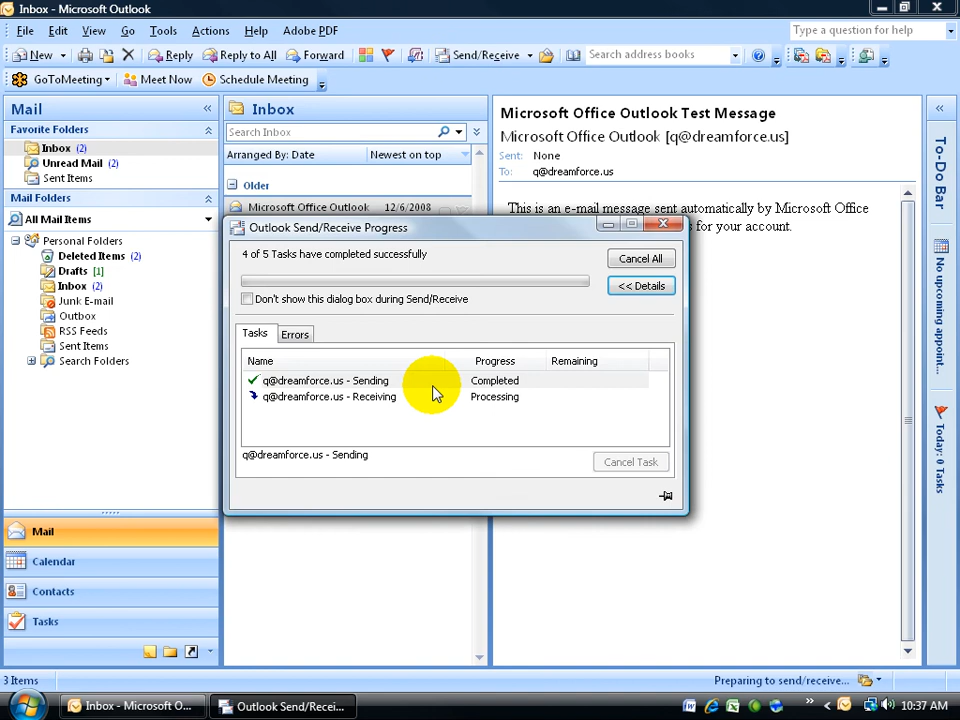 Inbox - Microsoft Outlook
File Edit View Go Tools Actions Help Adobe PDF
Type a question for help
New Reply Reply to All Forward Send/Receive Search address books
GoToMeeting Meet Now Schedule Meeting
Mail
Favorite Folders
Inbox (2)
Unread Mail (2)
Sent Items
Mail Folders
All Mail Items
Personal Folders
Deleted Items (2)
Drafts [1]
Inbox (2)
Junk E-mail
Outbox
RSS Feeds
Sent Items
Search Folders
Mail
Calendar
Contacts
Tasks
Inbox
Search Inbox
Arranged By: Date Newest on top
Older
Microsoft Office Outlook 12/6/2008
Microsoft Office Outlook Test Message
Microsoft Office Outlook [q@dreamforce.us]
Sent: None
To: q@dreamforce.us
This is an e-mail message sent automatically by Microsoft Office
s for your account.
Outlook Send/Receive Progress
4 of 5 Tasks have completed successfully
Cancel All
<< Details
Don't show this dialog box during Send/Receive
Tasks Errors
Name Progress Remaining
q@dreamforce.us - Sending Completed
q@dreamforce.us - Receiving Processing
q@dreamforce.us - Sending
Cancel Task
To-Do Bar
No upcoming appoint...
Today: 0 Tasks
3 Items
Preparing to send/receive...
Inbox - Microsoft O...
Outlook Send/Recei...
10:37 AM